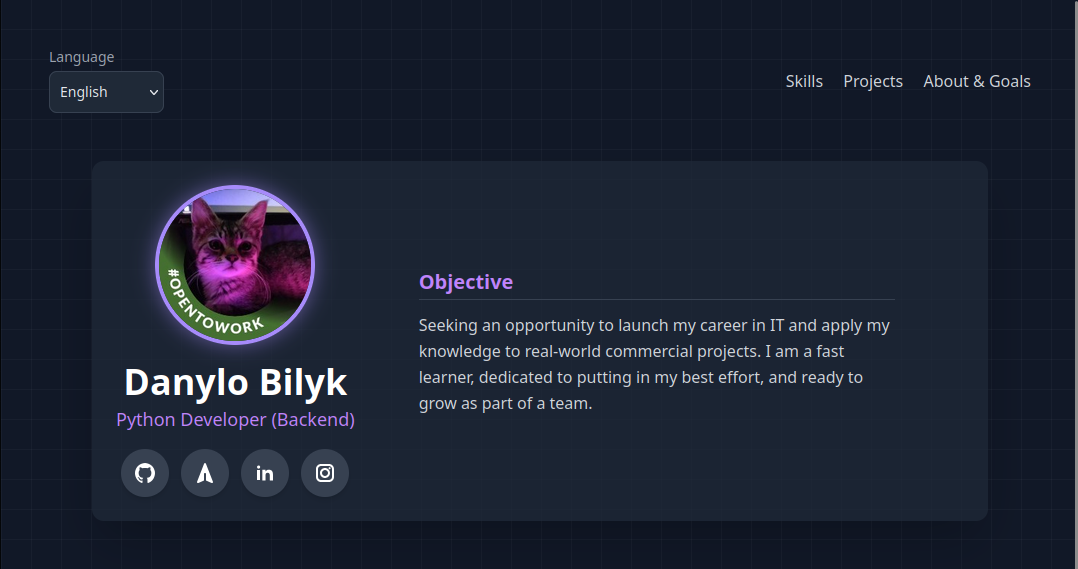 Language
English
Skills
Projects
About & Goals
#OPENTOWORK
Danylo Bilyk
Python Developer (Backend)
in
Objective
Seeking an opportunity to launch my career in IT and apply my
knowledge to real-world commercial projects. I am a fast
learner, dedicated to putting in my best effort, and ready to
grow as part of a team.